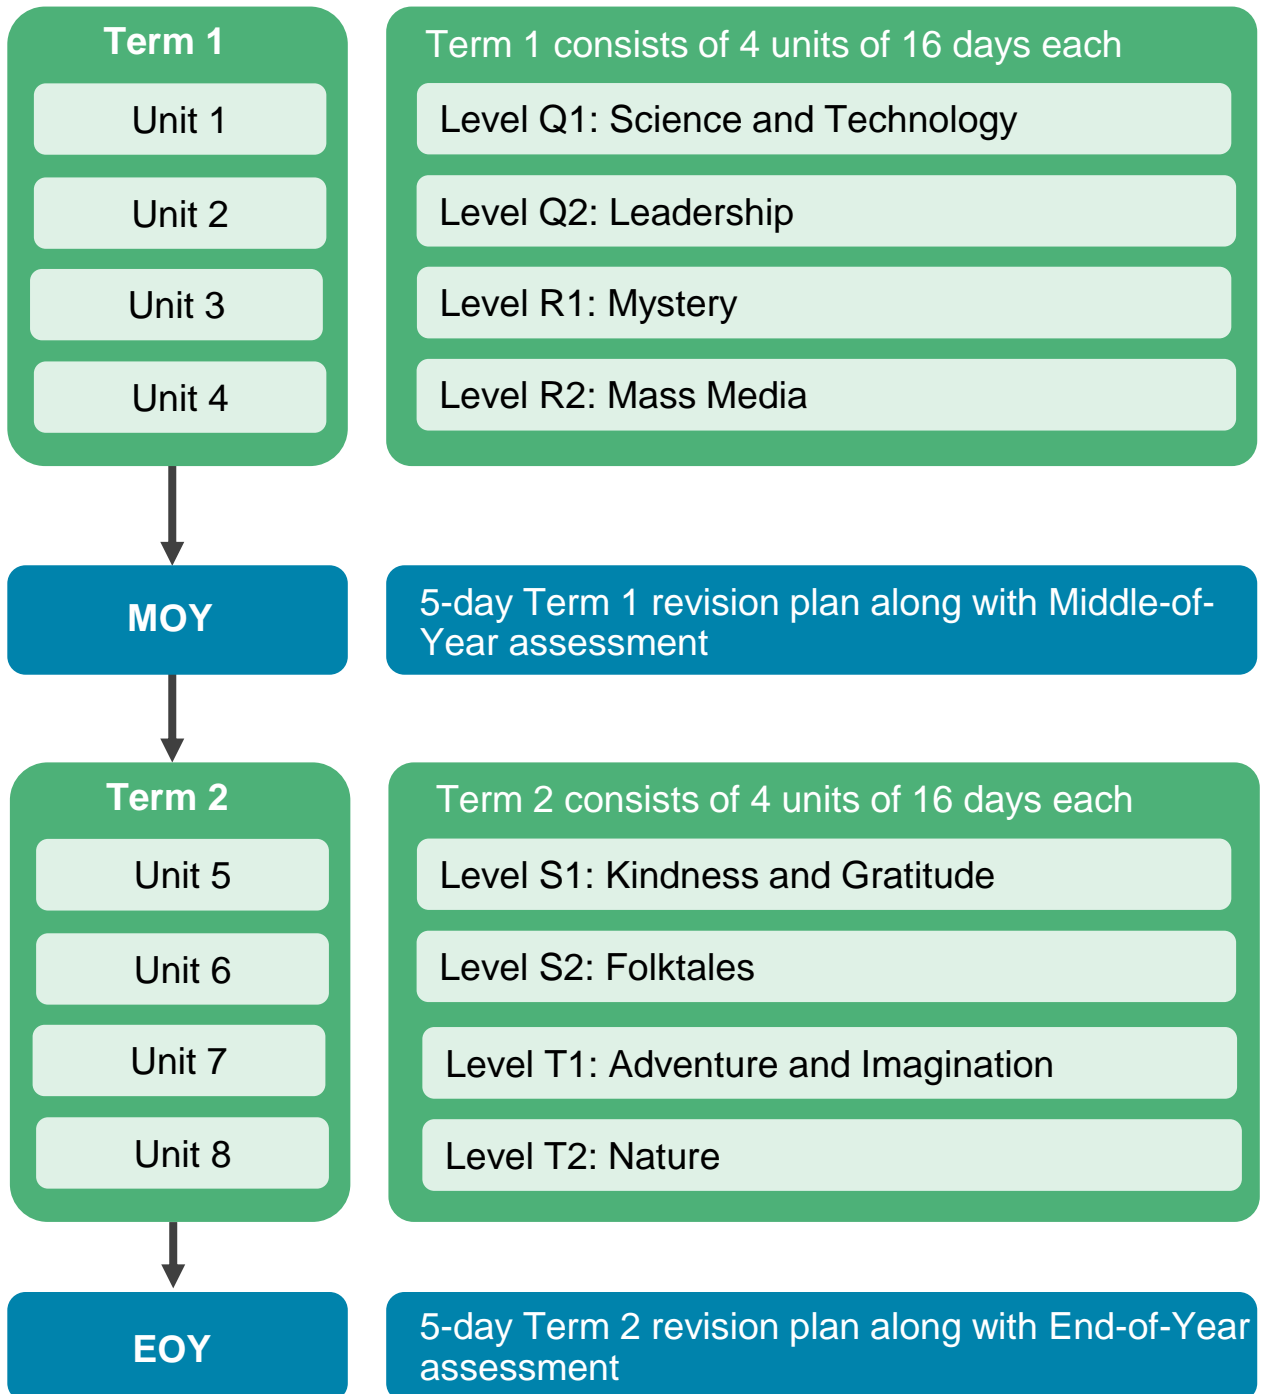 Term 1
Unit 1
Unit 2
Unit 3
Unit 4
Term 1 consists of 4 units of 16 days each
Level Q1: Science and Technology
Level Q2: Leadership
Level R1: Mystery
Level R2: Mass Media
MOY
5-day Term 1 revision plan along with Middle-of-
Year assessment
Term 2
Unit 5
Unit 6
Unit 7
Unit 8
Term 2 consists of 4 units of 16 days each
Level S1: Kindness and Gratitude
Level S2: Folktales
Level T1: Adventure and Imagination
Level T2: Nature
EOY
5-day Term 2 revision plan along with End-of-Year
assessment